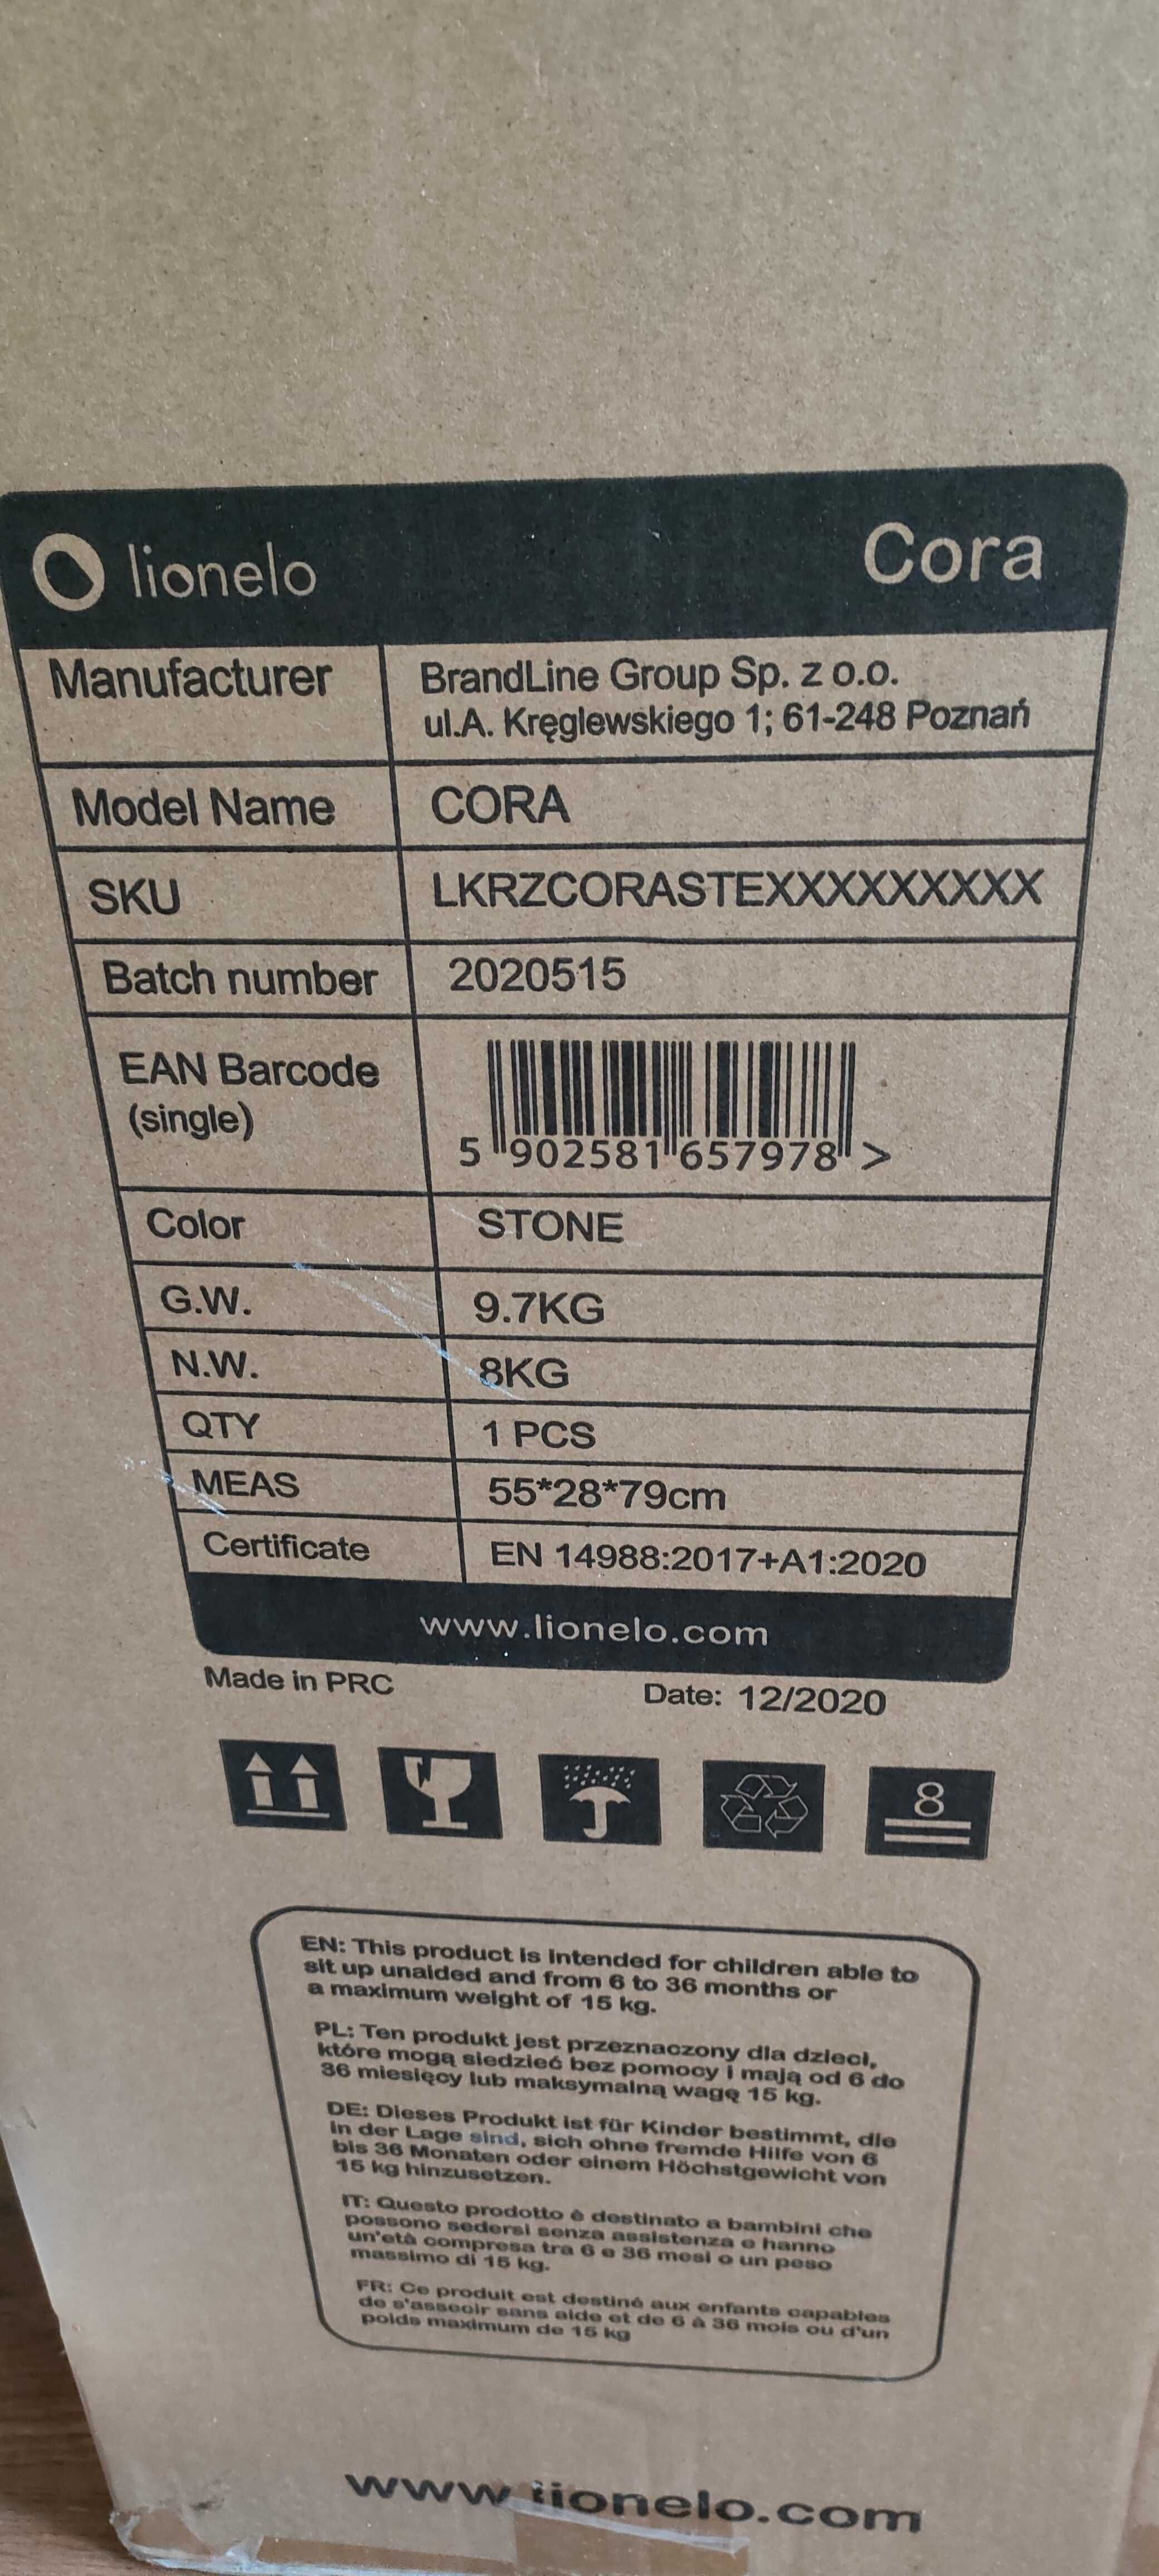 lionelo Cora
Manufacturer BrandLine Group Sp. z o.o.
ul.A. Kręglewskiego 1; 61-248 Poznań
Model Name CORA
SKU LKRZCORASTEXXXXXXXXX
Batch number 2020515
EAN Barcode
(single)
5 902581 657978 >
Color STONE
G.W. 9.7KG
N.W. 8KG
QTY 1 PCS
MEAS 55*28*79cm
Certificate EN 14988:2017+A1:2020
www.lionelo.com
Made in PRC Date: 12/2020
8
EN: This product is intended for children able to
sit up unaided and from 6 to 36 months or
a maximum weight of 15 kg.
PL: Ten produkt jest przeznaczony dla dzieci,
które mogą siedzieć bez pomocy i mają od 6 do
36 miesięcy lub maksymalną wagę 15 kg.
DE: Dieses Produkt ist für Kinder bestimmt, die
in der Lage sind, sich ohne fremde Hilfe von 6
bis 36 Monaten oder einem Höchstgewicht von
15 kg hinzusetzen.
IT: Questo prodotto è destinato a bambini che
possono sedersi senza assistenza e hanno
un'età compresa tra 6 e 36 mesi o un peso
massimo di 15 kg.
FR: Ce produit est destiné aux enfants capables
de s'asseoir sans aide et de 6 à 36 mois ou d'un
poids maximum de 15 kg
www.lionelo.com